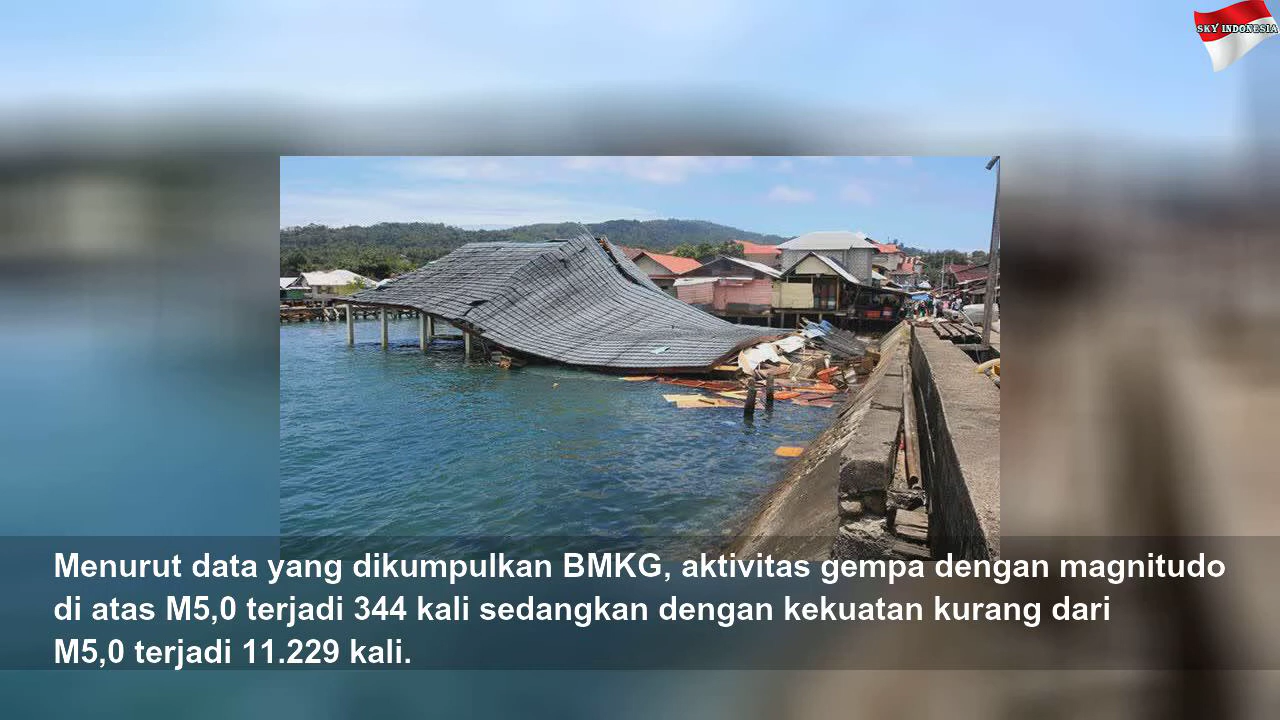 SKY INDONESIA
Menurut data yang dikumpulkan BMKG, aktivitas gempa dengan magnitudo
di atas M5,0 terjadi 344 kali sedangkan dengan kekuatan kurang dari
M5,0 terjadi 11.229 kali.